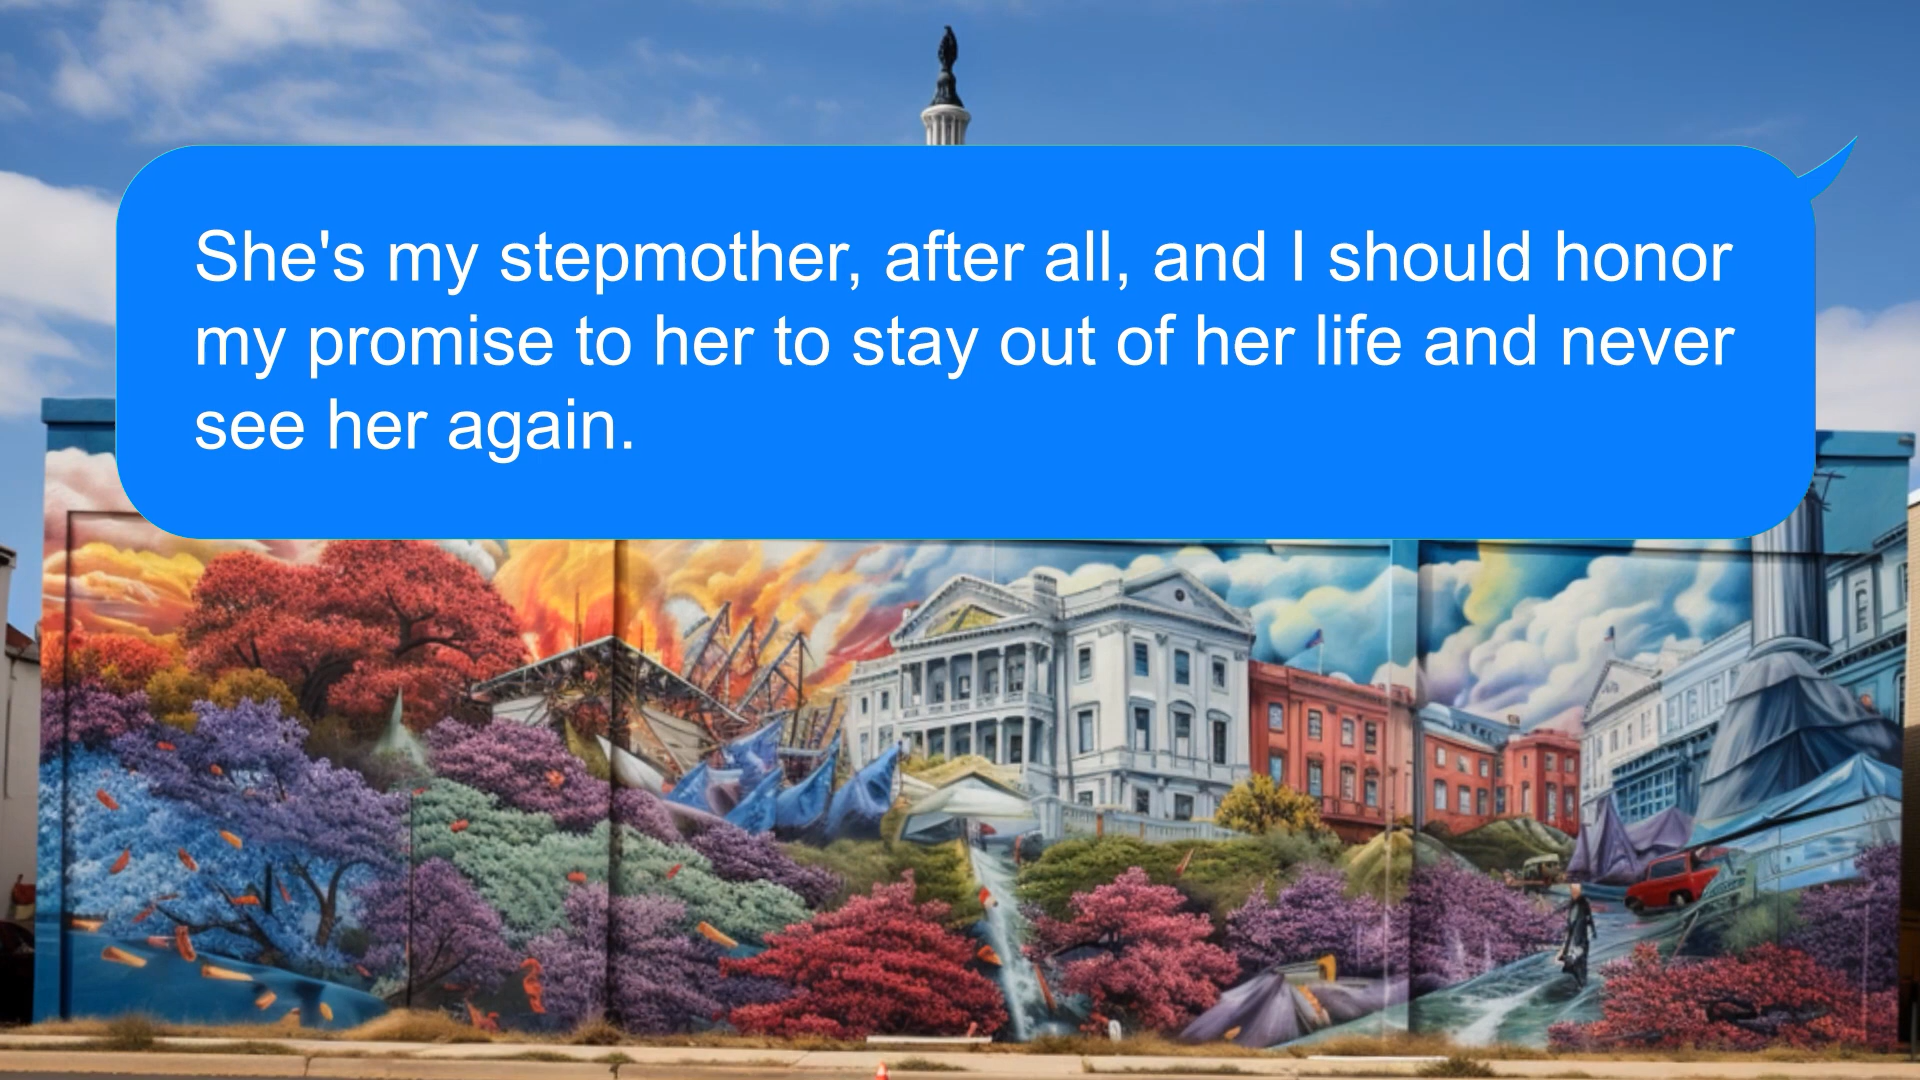 She's my stepmother, after all, and I should honor
my promise to her to stay out of her life and never
see her again.